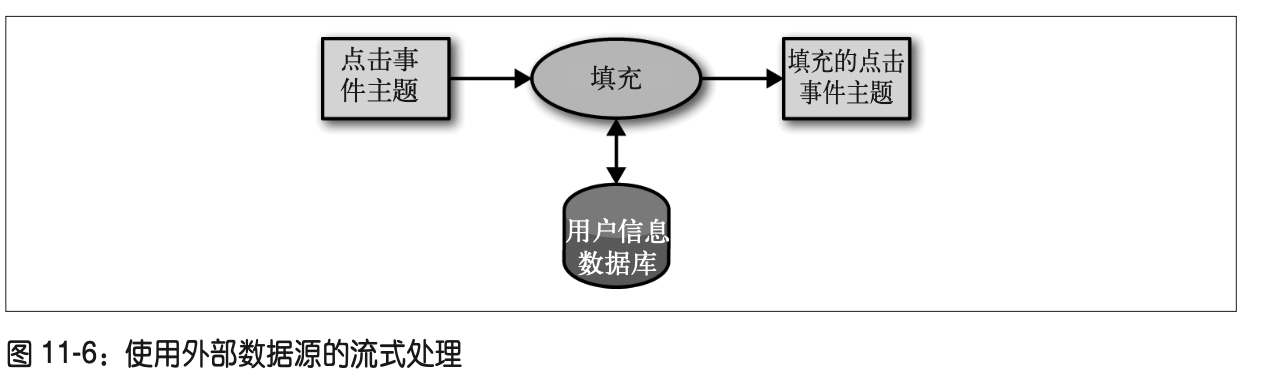 点击事
件主题
填充
填充的点击
事件主题
用户信息
数据库
图 11-6：使用外部数据源的流式处理